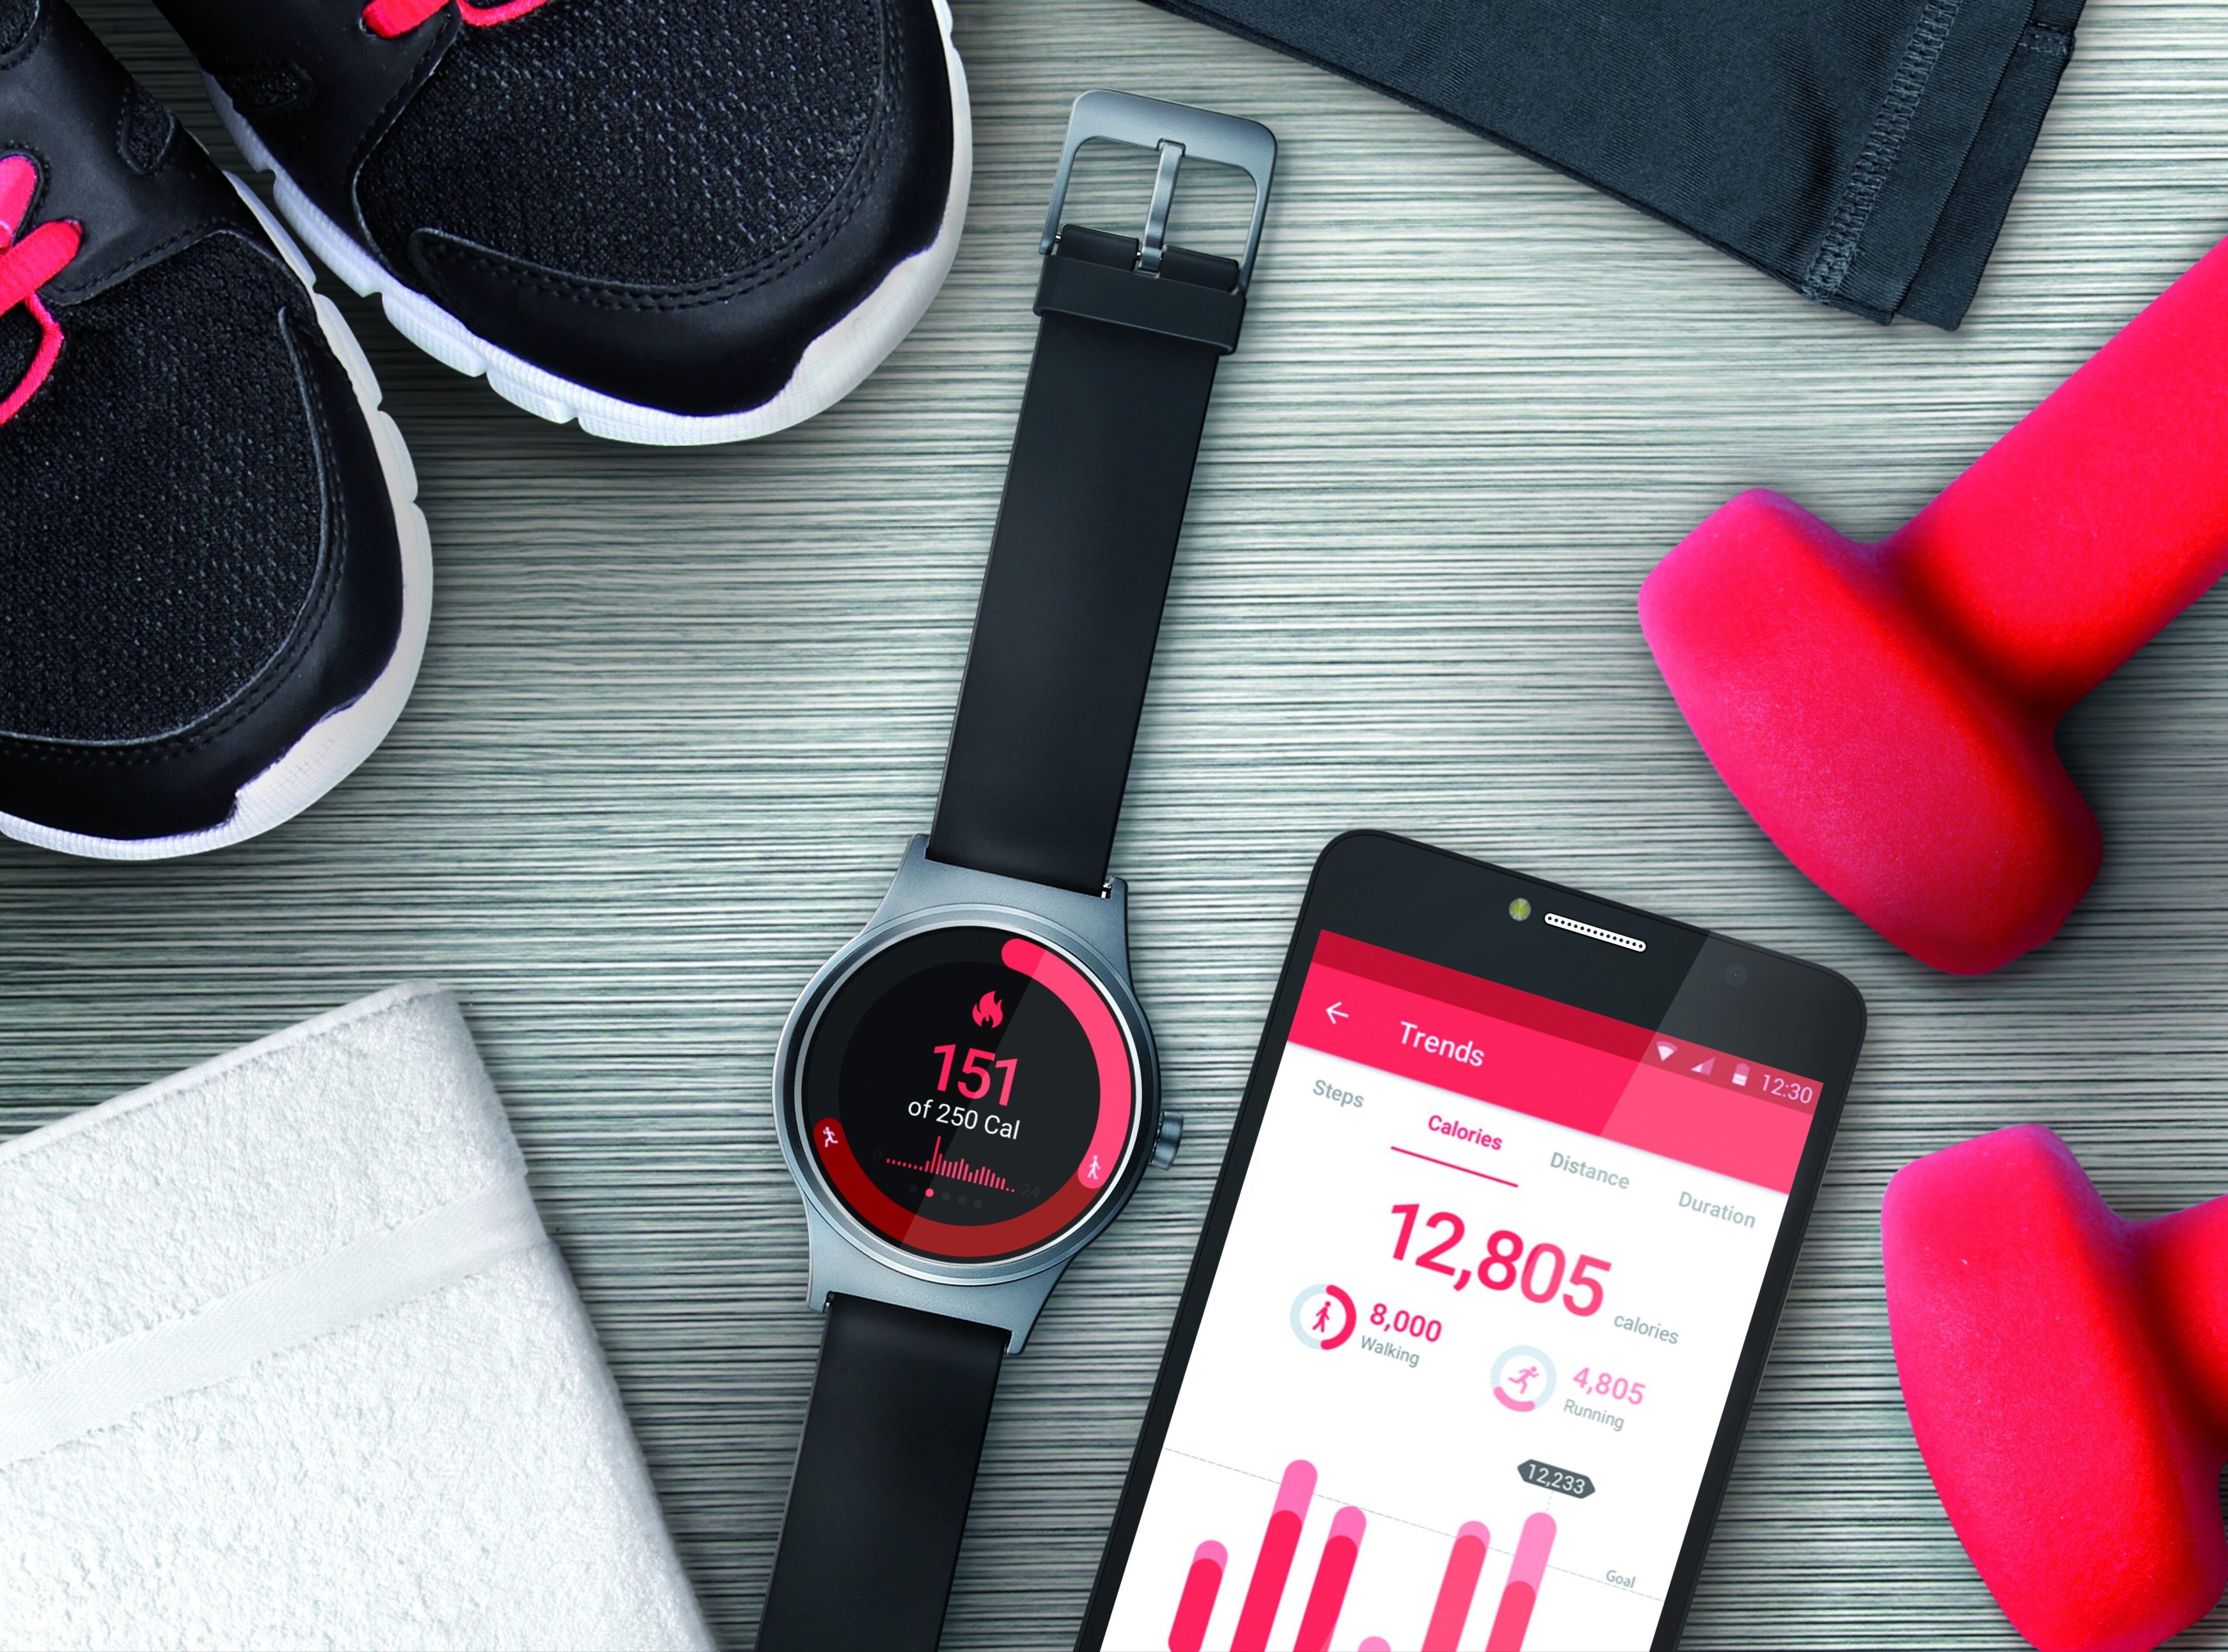 151
of 250 Cal
0
24
12:30
Trends
Steps
Calories
Distance
Duration
12,805 calories
8,000
Walking
4,805
Running
12,233
Goal